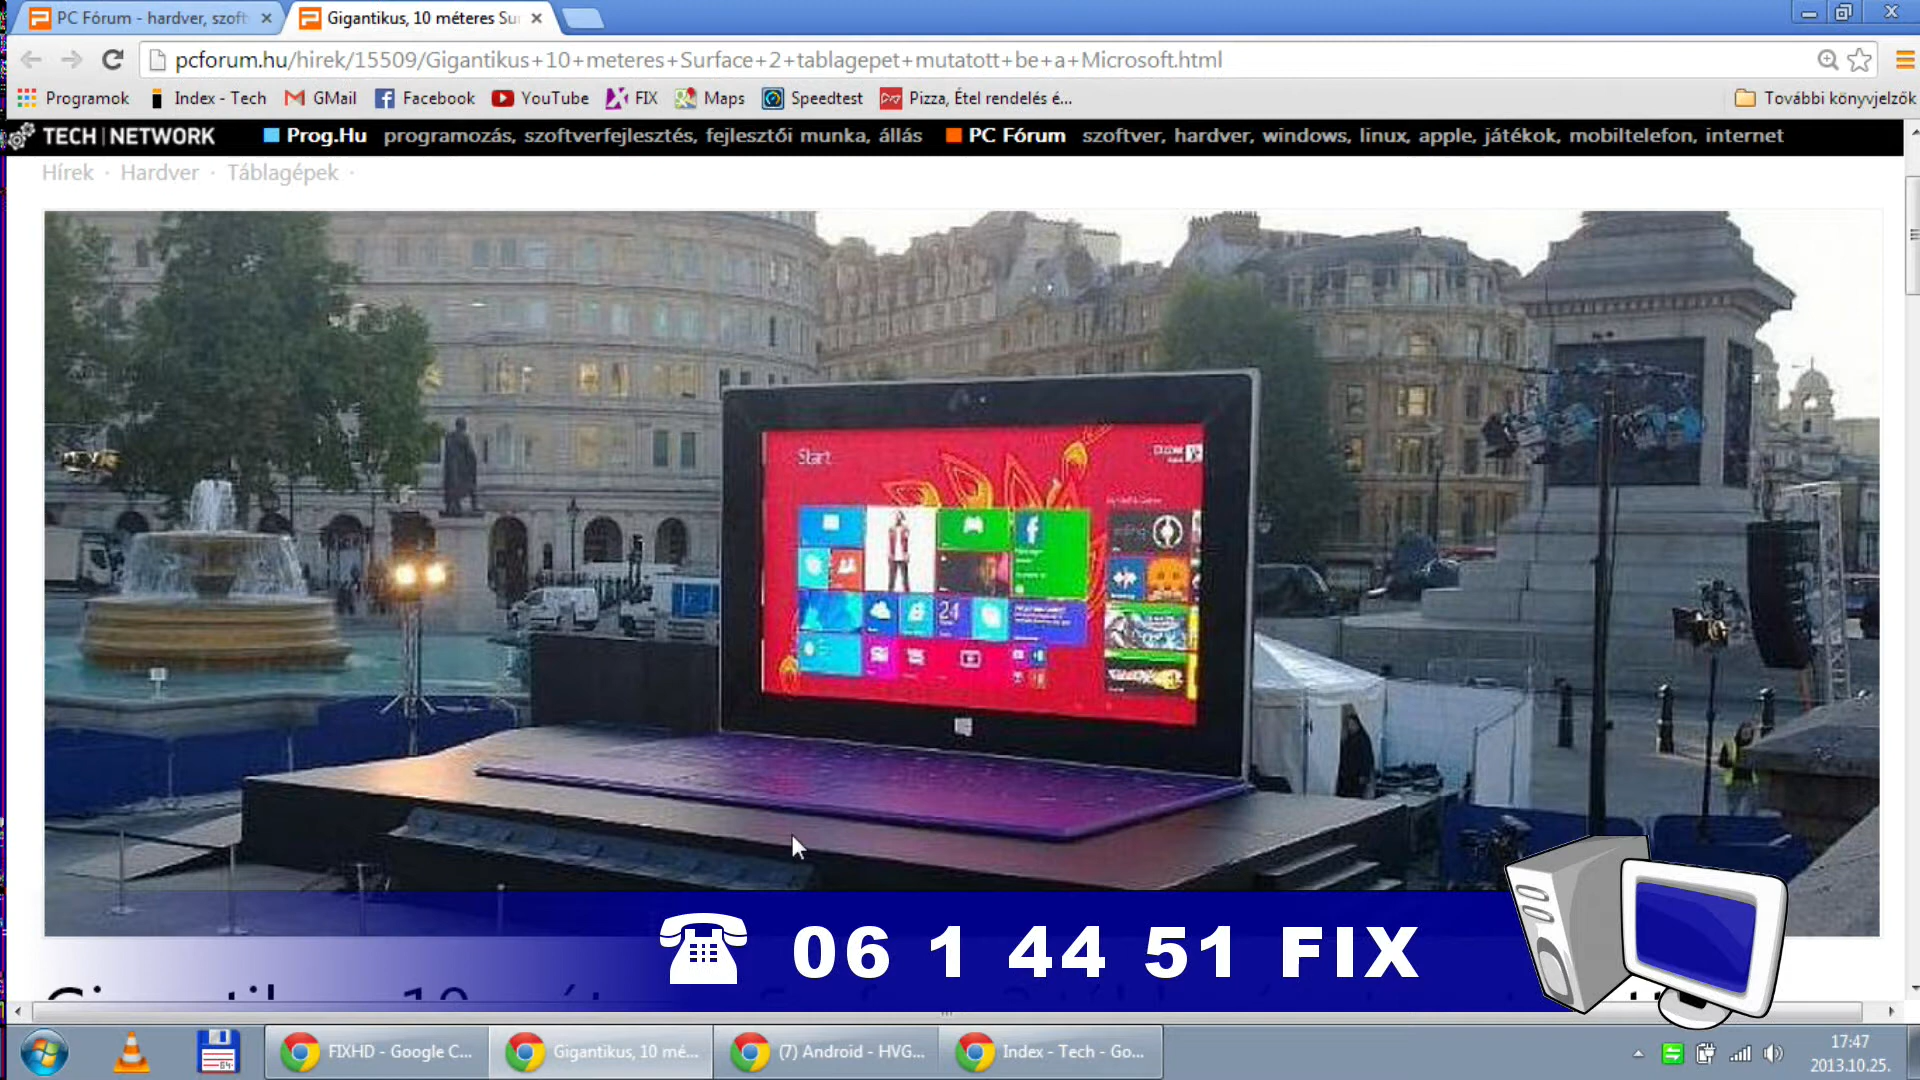 PC Fórum - hardver, szoft
Gigantikus, 10 méteres Su
pcforum.hu/hirek/15509/Gigantikus+10+meteres+Surface+2+tablagepet+mutatott+be+a+Microsoft.html
Programok
Index - Tech
GMail
Facebook
YouTube
FIX
Maps
Speedtest
Pizza, Étel rendelés é...
További könyvjelzők
TECH|NETWORK
Prog.Hu programozás, szoftverfejlesztés, fejlesztői munka, állás
PC Fórum szoftver, hardver, windows, linux, apple, játékok, mobiltelefon, internet
Hírek · Hardver · Táblagépek ·
Start
24
06 1 44 51 FIX
FIXHD - Google C...
Gigantikus, 10 mé...
(7) Android - HVG...
Index - Tech - Go...
17:47
2013.10.25.